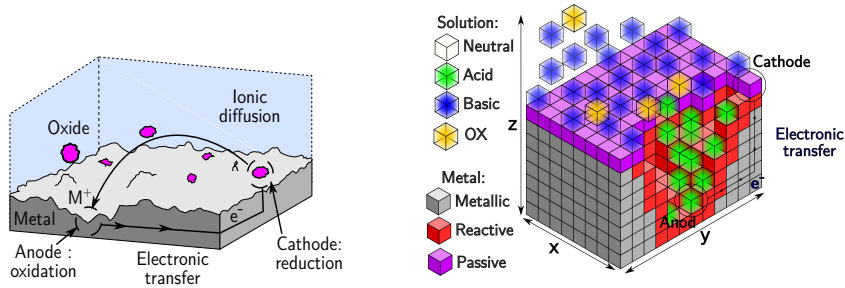 Ionic
diffusion
Oxide
M+
Metal
e-
Anode :
oxidation
Electronic
transfer
Cathode:
reduction
Solution:
Neutral
Acid
Basic
OX
Metal:
Metallic
Reactive
Passive
z
x
y
Cathode
Electronic
transfer
e-
Anod